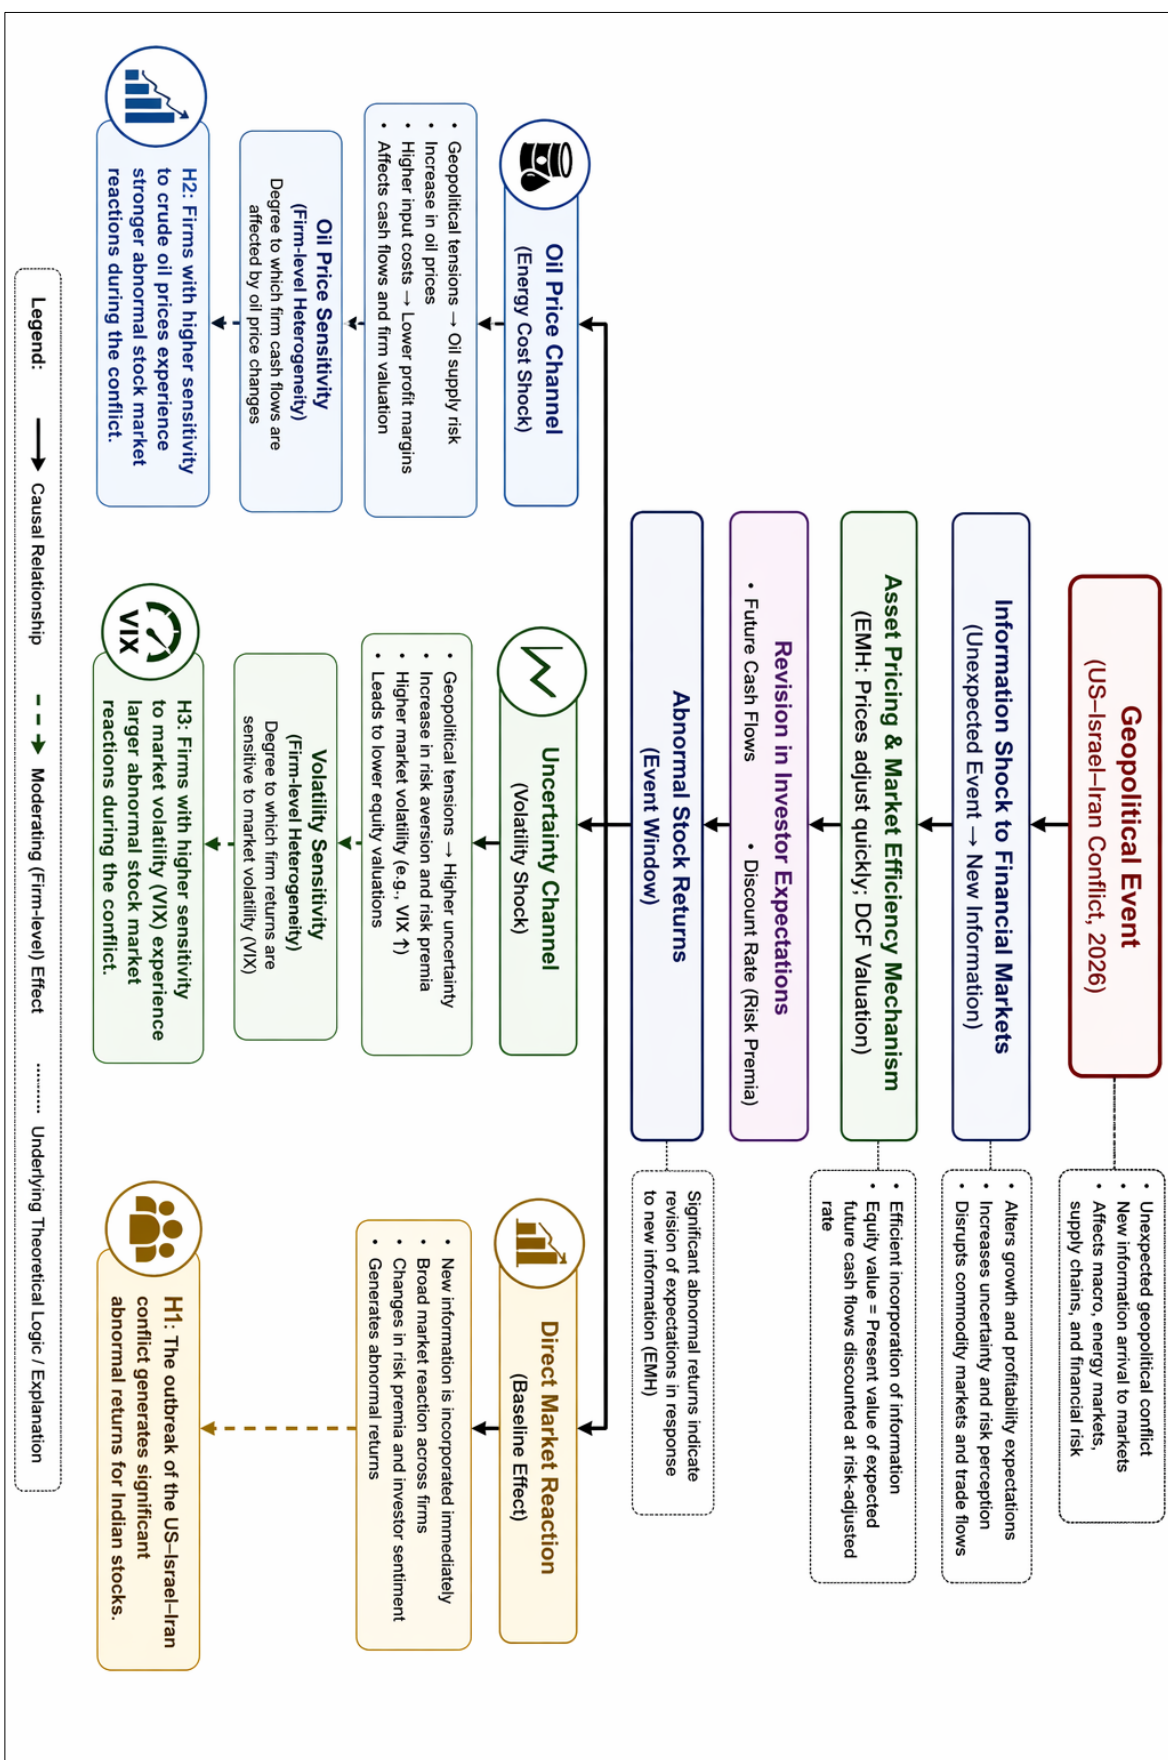 Geopolitical Event
(US–Israel–Iran Conflict, 2026)
• Unexpected geopolitical conflict
• New information arrival to markets
• Affects macro, energy markets,
supply chains, and financial risk
Information Shock to Financial Markets
(Unexpected Event → New Information)
• Alters growth and profitability expectations
• Increases uncertainty and risk perception
• Disrupts commodity markets and trade flows
Asset Pricing & Market Efficiency Mechanism
(EMH: Prices adjust quickly; DCF Valuation)
• Efficient incorporation of information
• Equity value = Present value of expected
future cash flows discounted at risk-adjusted
rate
Revision in Investor Expectations
• Future Cash Flows • Discount Rate (Risk Premia)
Abnormal Stock Returns
(Event Window)
Significant abnormal returns indicate
revision of expectations in response
to new information (EMH)
Oil Price Channel
(Energy Cost Shock)
• Geopolitical tensions → Oil supply risk
• Increase in oil prices
• Higher input costs → Lower profit margins
• Affects cash flows and firm valuation
Oil Price Sensitivity
(Firm-level Heterogeneity)
Degree to which firm cash flows are
affected by oil price changes
H2: Firms with higher sensitivity
to crude oil prices experience
stronger abnormal stock market
reactions during the conflict.
Uncertainty Channel
(Volatility Shock)
• Geopolitical tensions → Higher uncertainty
• Increase in risk aversion and risk premia
• Higher market volatility (e.g., VIX ↑)
• Leads to lower equity valuations
Volatility Sensitivity
(Firm-level Heterogeneity)
Degree to which firm returns are
sensitive to market volatility (VIX)
VIX
H3: Firms with higher sensitivity
to market volatility (VIX) experience
larger abnormal stock market
reactions during the conflict.
Direct Market Reaction
(Baseline Effect)
• New information is incorporated immediately
• Broad market reaction across firms
• Changes in risk premia and investor sentiment
• Generates abnormal returns
H1: The outbreak of the US–Israel–Iran
conflict generates significant
abnormal returns for Indian stocks.
Legend: Causal Relationship Moderating (Firm-level) Effect Underlying Theoretical Logic / Explanation